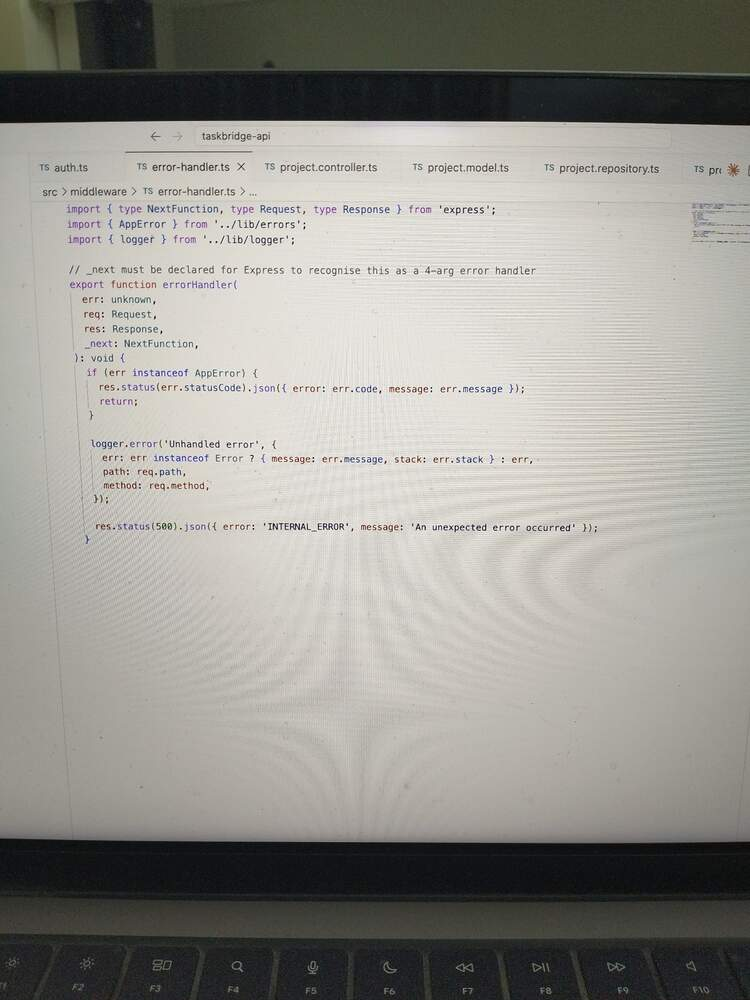 ← → taskbridge-api
TS auth.ts TS error-handler.ts × TS project.controller.ts TS project.model.ts TS project.repository.ts TS
src > middleware > TS error-handler.ts > ...
import { type NextFunction, type Request, type Response } from 'express';
import { AppError } from '../lib/errors';
import { logger } from '../lib/logger';
// _next must be declared for Express to recognise this as a 4-arg error handler
export function errorHandler(
err: unknown,
req: Request,
res: Response,
_next: NextFunction,
): void {
if (err instanceof AppError) {
res.status(err.statusCode).json({ error: err.code, message: err.message });
return;
}
logger.error('Unhandled error', {
err: err instanceof Error ? { message: err.message, stack: err.stack } : err,
path: req.path,
method: req.method,
});
res.status(500).json({ error: 'INTERNAL_ERROR', message: 'An unexpected error occurred' });
}
F2 F3 F4 F5 F6 F7 F8 F9 F10